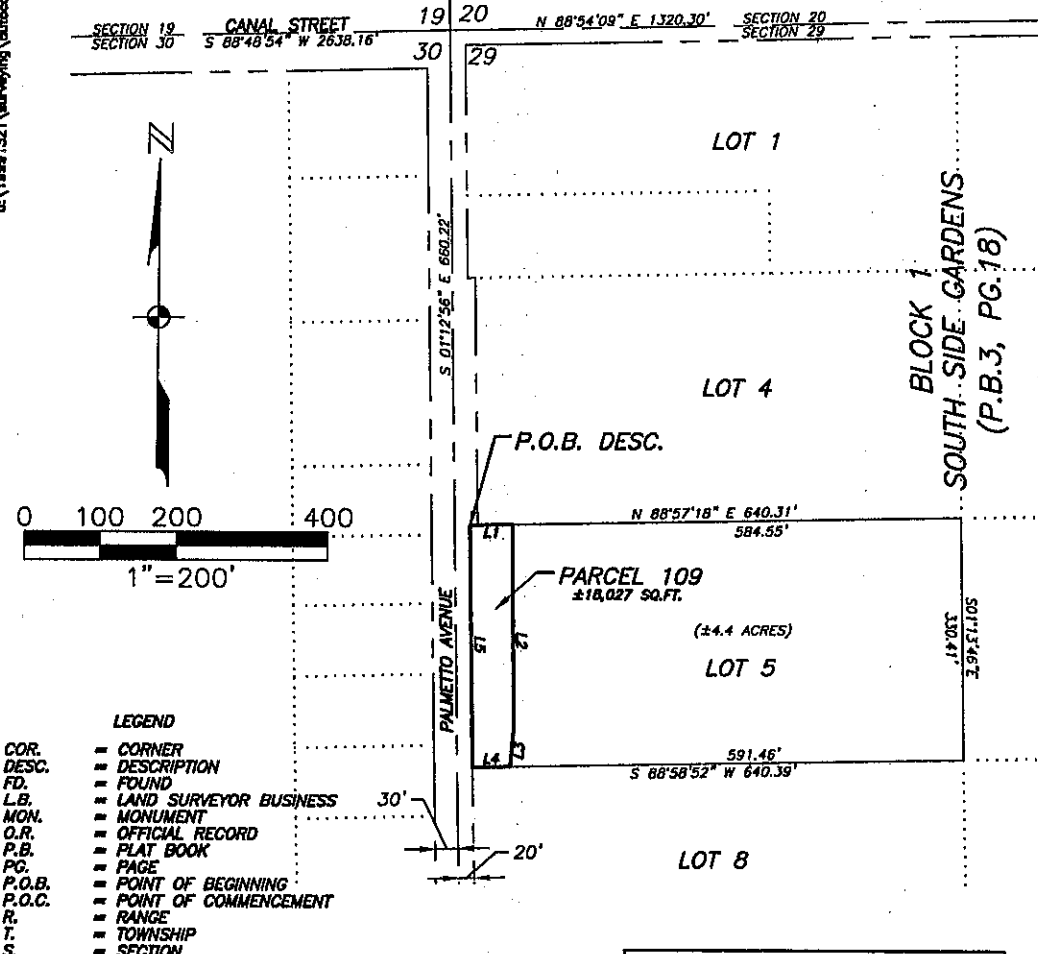 SECTION 19
SECTION 30
CANAL STREET
S 88°48'54" W 2638.16'
19 20
30 29
N 88°54'09" E 1320.30'
SECTION 20
SECTION 29
N
LOT 1
S 01°12'56" E 660.22'
BLOCK 1
SOUTH SIDE GARDENS
(P.B.3, PG.18)
LOT 4
P.O.B. DESC.
0 100 200 400
1"=200'
N 88°57'18" E 640.31'
584.55'
L1
PARCEL 109
±18,027 SQ.FT.
L5
L2
(±4.4 ACRES)
LOT 5
S01°13'46"E
330.41'
PALMETTO AVENUE
L3
L4
591.46'
S 88°58'52" W 640.39'
30'
20'
LOT 8
LEGEND
COR. = CORNER
DESC. = DESCRIPTION
FD. = FOUND
L.B. = LAND SURVEYOR BUSINESS
MON. = MONUMENT
O.R. = OFFICIAL RECORD
P.B. = PLAT BOOK
PG. = PAGE
P.O.B. = POINT OF BEGINNING
P.O.C. = POINT OF COMMENCEMENT
R. = RANGE
T. = TOWNSHIP
S. = SECTION